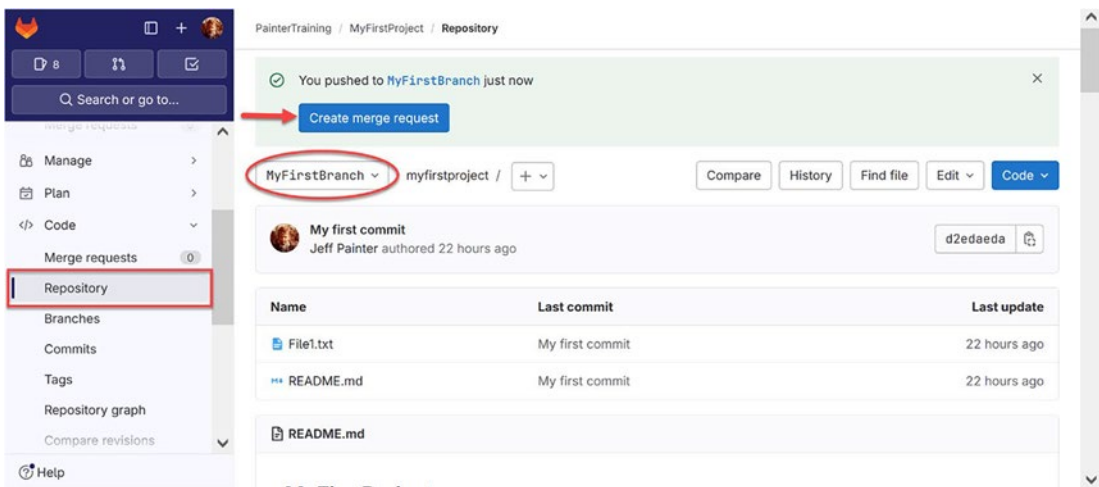 8
Search or go to...
Merge requests
Manage
Plan
Code
Merge requests 0
Repository
Branches
Commits
Tags
Repository graph
Compare revisions
Help
PainterTraining / MyFirstProject / Repository
You pushed to MyFirstBranch just now
Create merge request
MyFirstBranch myfirstproject / + Compare History Find file Edit Code
My first commit
Jeff Painter authored 22 hours ago
d2edaeda
Name Last commit Last update
File1.txt My first commit 22 hours ago
README.md My first commit 22 hours ago
README.md